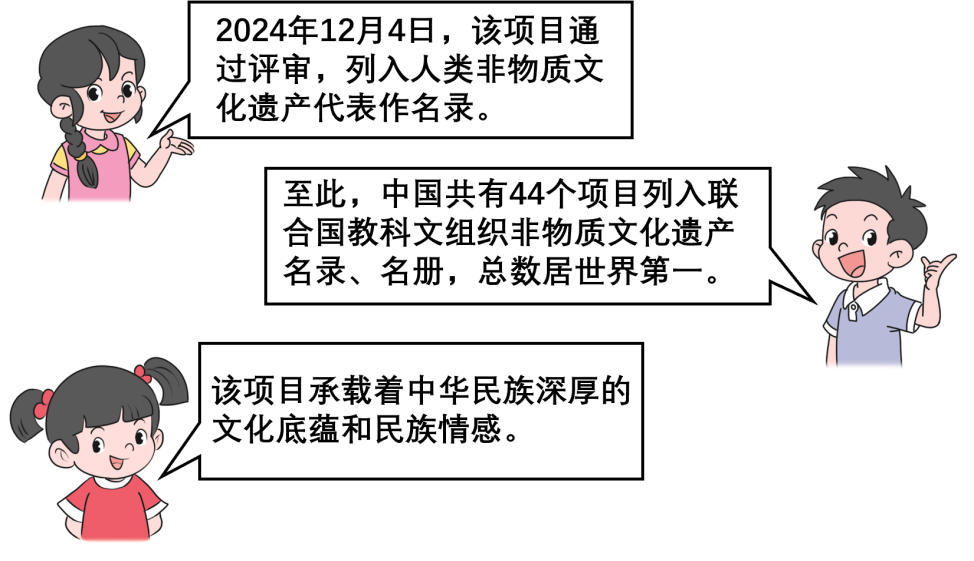 2024年12月4日，该项目通
过评审，列入人类非物质文
化遗产代表作名录。
至此，中国共有44个项目列入联
合国教科文组织非物质文化遗产
名录、名册，总数居世界第一。
该项目承载着中华民族深厚的
文化底蕴和民族情感。